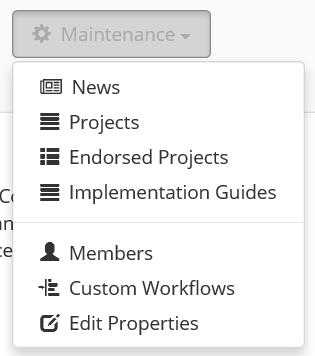 Maintenance
News
Projects
Endorsed Projects
Implementation Guides
Members
Custom Workflows
Edit Properties